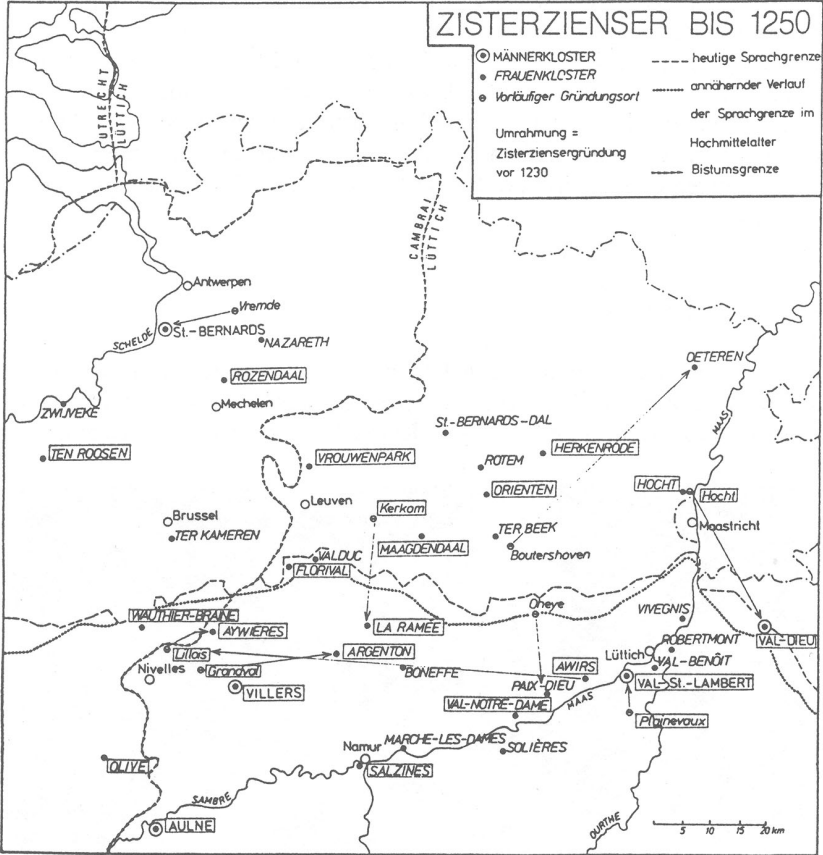 ZISTERZIENSER BIS 1250
MÄNNERKLOSTER
FRAUENKLOSTER
Vorläufiger Gründungsort
Umrahmung =
Zisterziensergründung
vor 1230
heutige Sprachgrenze
annähernder Verlauf
der Sprachgrenze im
Hochmittelalter
Bistumsgrenze
UTRECHT
LÜTTICH
CAMBRAI
LÜTTICH
Antwerpen
Vremde
St.-BERNARDS
SCHELDE
NAZARETH
OETEREN
ROZENDAAL
Mechelen
ZWIJVEKE
MAAS
St.-BERNARDS-DAL
TEN ROOSEN
VROUWENPARK
ROTEM
HERKENRODE
HOCHT
Hocht
ORIENTEN
Leuven
Kerkom
Brussel
TER KAMEREN
MAAGDENDAAL
TER BEEK
Boutershoven
Maastricht
VALDUC
FLORIVAL
WAUTHIER-BRAINE
AYWIERES
LA RAMÉE
Oheye
VIVEGNIS
VAL-DIEU
Lillois
ARGENTON
Lüttich
ROBERTMONT
Nivelles
Grandval
BONEFFE
AWIRS
VAL-BENÔIT
VILLERS
PAIX-DIEU
VAL-St.-LAMBERT
VAL-NOTRE-DAME
MAAS
Plainevaux
MARCHE-LES-DAMES
Namur
SOLIÈRES
OLIVE
SALZINES
SAMBRE
AULNE
OURTHE
5 10 15 20 km